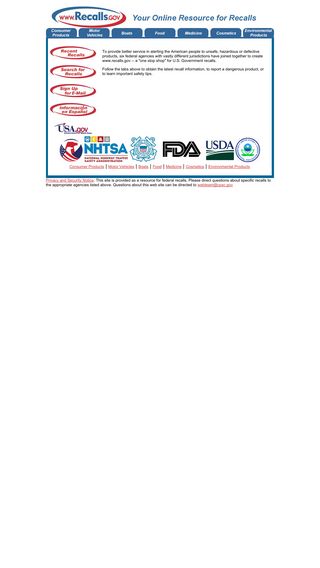 www.Recalls.gov
Your Online Resource for Recalls
Consumer Products
Motor Vehicles
Boats
Food
Medicine
Cosmetics
Environmental Products
Recent Recalls
Search for Recalls
Sign Up for E-Mail
Información en Español
To provide better service in alerting the American people to unsafe, hazardous or defective
products, six federal agencies with vastly different jurisdictions have joined together to create
www.recalls.gov -- a "one stop shop" for U.S. Government recalls.
Follow the tabs above to obtain the latest recall information, to report a dangerous product, or
to learn important safety tips.
USA.gov
NHTSA
NATIONAL HIGHWAY TRAFFIC
SAFETY ADMINISTRATION
FDA
USDA
Consumer Products | Motor Vehicles | Boats | Food | Medicine | Cosmetics | Environmental Products
Privacy and Security Notice. This site is provided as a resource for federal recalls. Please direct questions about specific recalls to
the appropriate agencies listed above. Questions about this web site can be directed to